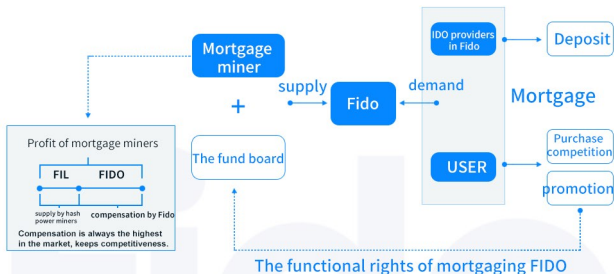 Mortgage
miner
+
The fund board
supply
Fido
demand
IDO providers
in Fido
USER
Mortgage
Deposit
Purchase
competition
promotion
Profit of mortgage miners
FIL FIDO
supply by hash
power miners
compensation by Fido
Compensation is always the highest
in the market, keeps competitiveness.
The functional rights of mortgaging FIDO
Fido